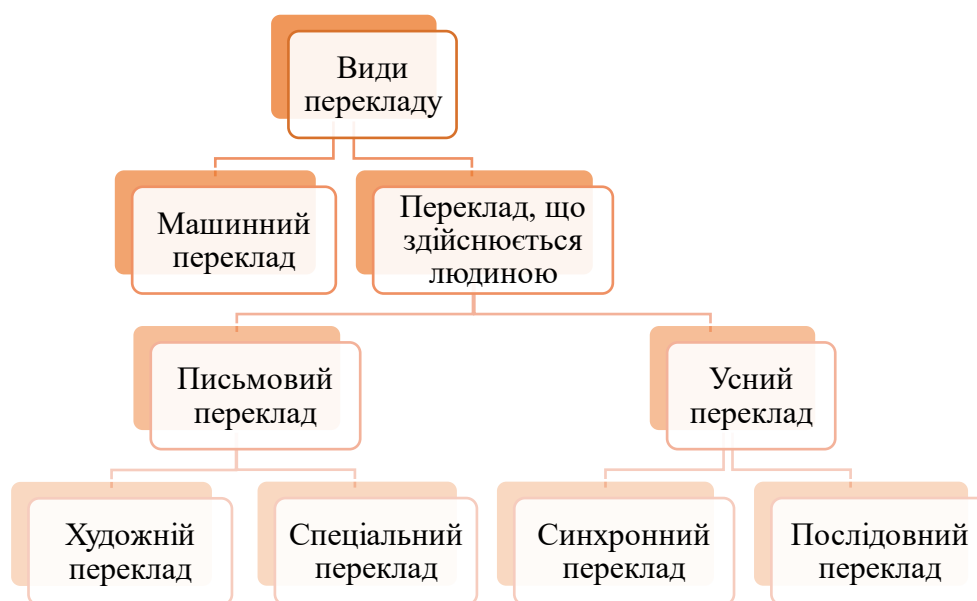 Види
перекладу
Машинний
переклад
Переклад, що
здійснюється
людиною
Письмовий
переклад
Усний
переклад
Художній
переклад
Спеціальний
переклад
Синхронний
переклад
Послідовний
переклад